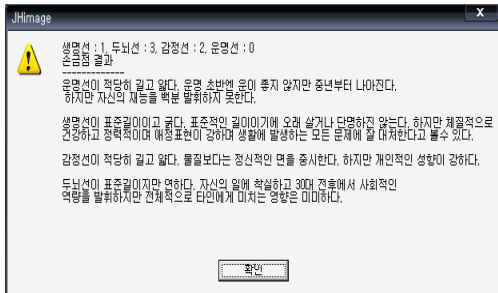 JHimage
X
생명선 : 1, 두뇌선 : 3, 감정선 : 2, 운명선 : 0
손금점 결과
-------------
운명선이 적당히 길고 얇다. 운명 초반엔 운이 좋지 않지만 중년부터 나아진다.
하지만 자신의 재능을 백분 발휘하지 못한다.
생명선이 표준길이이고 굵다. 표준적인 길이이기에 오래 살거나 단명하진 않는다. 하지만 체질적으로
건강하고 정력적이며 애정표현이 강하며 생활에 발생하는 모든 문제에 잘 대처한다고 볼수 있다.
감정선이 적당히 길고 얇다. 물질보다는 정신적인 면을 중시한다. 하지만 개인적인 성향이 강하다.
두뇌선이 표준길이지만 연하다. 자신의 일에 착실하고 30대 전후에서 사회적인
역량을 발휘하지만 전체적으로 타인에게 미치는 영향은 미미하다.
확인